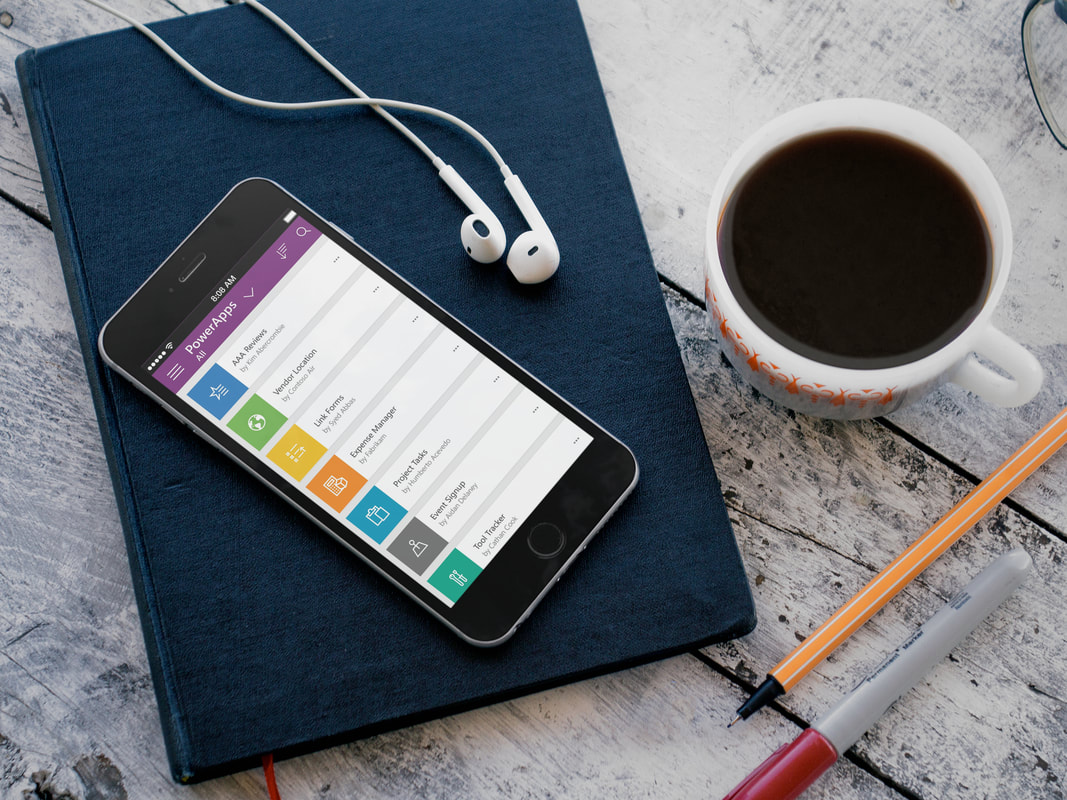 8:08 AM
PowerApps
All
AAA Reviews
by Kim Abercrombie
Vendor Location
by Contoso Air
Link Forms
by Syed Abbas
Expense Manager
by Fabrikam
Project Tasks
by Humberto Acevedo
Event Signup
by Aidan Delaney
Tool Tracker
by Cathan Cook
Permanent Marker